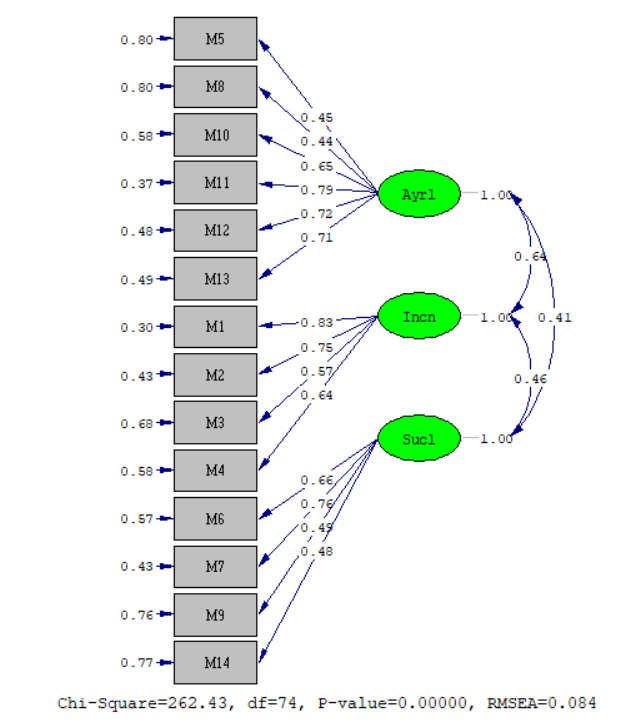 0.80 M5
0.80 M8
0.45
0.58 M10
0.44
0.65
0.37 M11
0.79
Ayrl 1.00
0.48 M12
0.72
0.71
0.49 M13
0.64
0.30 M1
0.83
Incn 1.00
0.41
0.43 M2
0.75
0.57
0.46
0.68 M3
0.64
Sucl 1.00
0.58 M4
0.66
0.57 M6
0.76
0.49
0.43 M7
0.48
0.76 M9
0.77 M14
Chi-Square=262.43, df=74, P-value=0.00000, RMSEA=0.084